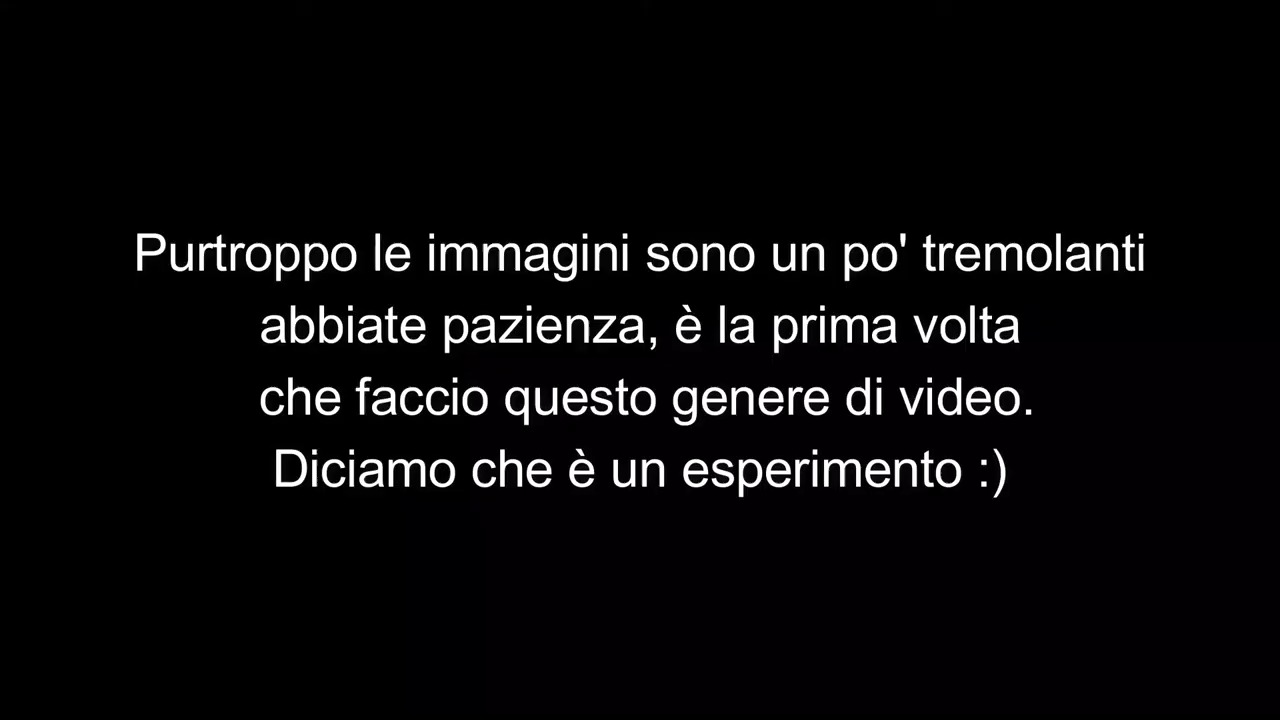 Purtroppo le immagini sono un po' tremolanti
abbiate pazienza, è la prima volta
che faccio questo genere di video.
Diciamo che è un esperimento :)